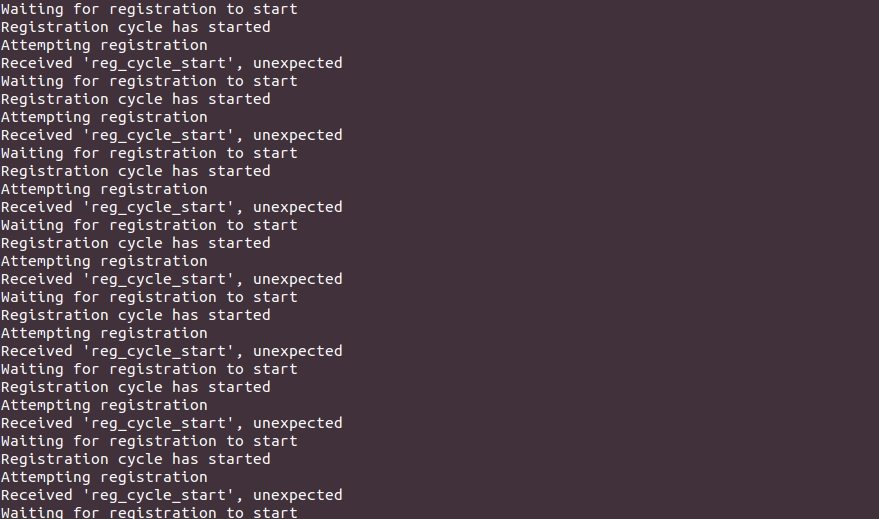 Waiting for registration to start
Registration cycle has started
Attempting registration
Received 'reg_cycle_start', unexpected
Waiting for registration to start
Registration cycle has started
Attempting registration
Received 'reg_cycle_start', unexpected
Waiting for registration to start
Registration cycle has started
Attempting registration
Received 'reg_cycle_start', unexpected
Waiting for registration to start
Registration cycle has started
Attempting registration
Received 'reg_cycle_start', unexpected
Waiting for registration to start
Registration cycle has started
Attempting registration
Received 'reg_cycle_start', unexpected
Waiting for registration to start
Registration cycle has started
Attempting registration
Received 'reg_cycle_start', unexpected
Waiting for registration to start
Registration cycle has started
Attempting registration
Received 'reg_cycle_start', unexpected
Waiting for registration to start